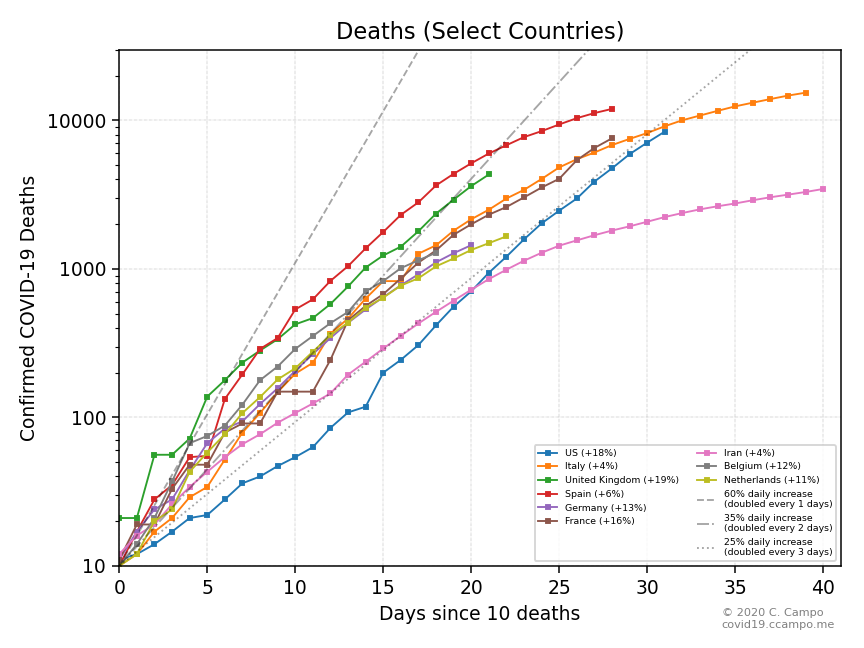 Deaths (Select Countries)
Confirmed COVID-19 Deaths
10000
1000
100
10
0 5 10 15 20 25 30 35 40
Days since 10 deaths
US (+18%)
Italy (+4%)
United Kingdom (+19%)
Spain (+6%)
Germany (+13%)
France (+16%)
Iran (+4%)
Belgium (+12%)
Netherlands (+11%)
60% daily increase
(doubled every 1 days)
35% daily increase
(doubled every 2 days)
25% daily increase
(doubled every 3 days)
© 2020 C. Campo
covid19.ccampo.me